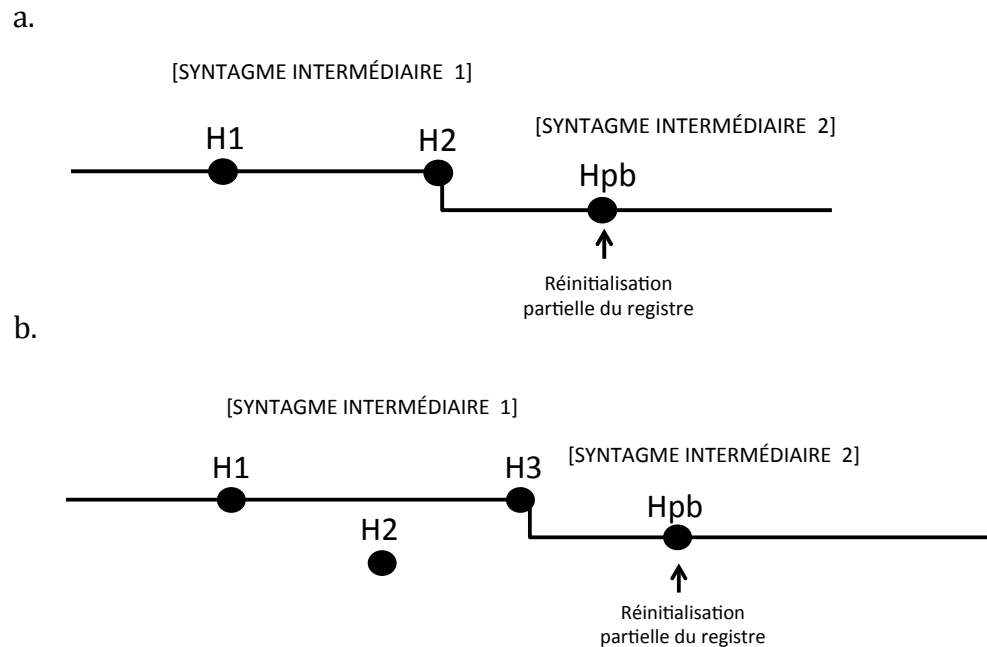 a.
[SYNTAGME INTERMÉDIAIRE 1]
[SYNTAGME INTERMÉDIAIRE 2]
H1
H2
Hpb
Réinitialisation
partielle du registre
b.
[SYNTAGME INTERMÉDIAIRE 1]
[SYNTAGME INTERMÉDIAIRE 2]
H1
H3
Hpb
H2
Réinitialisation
partielle du registre